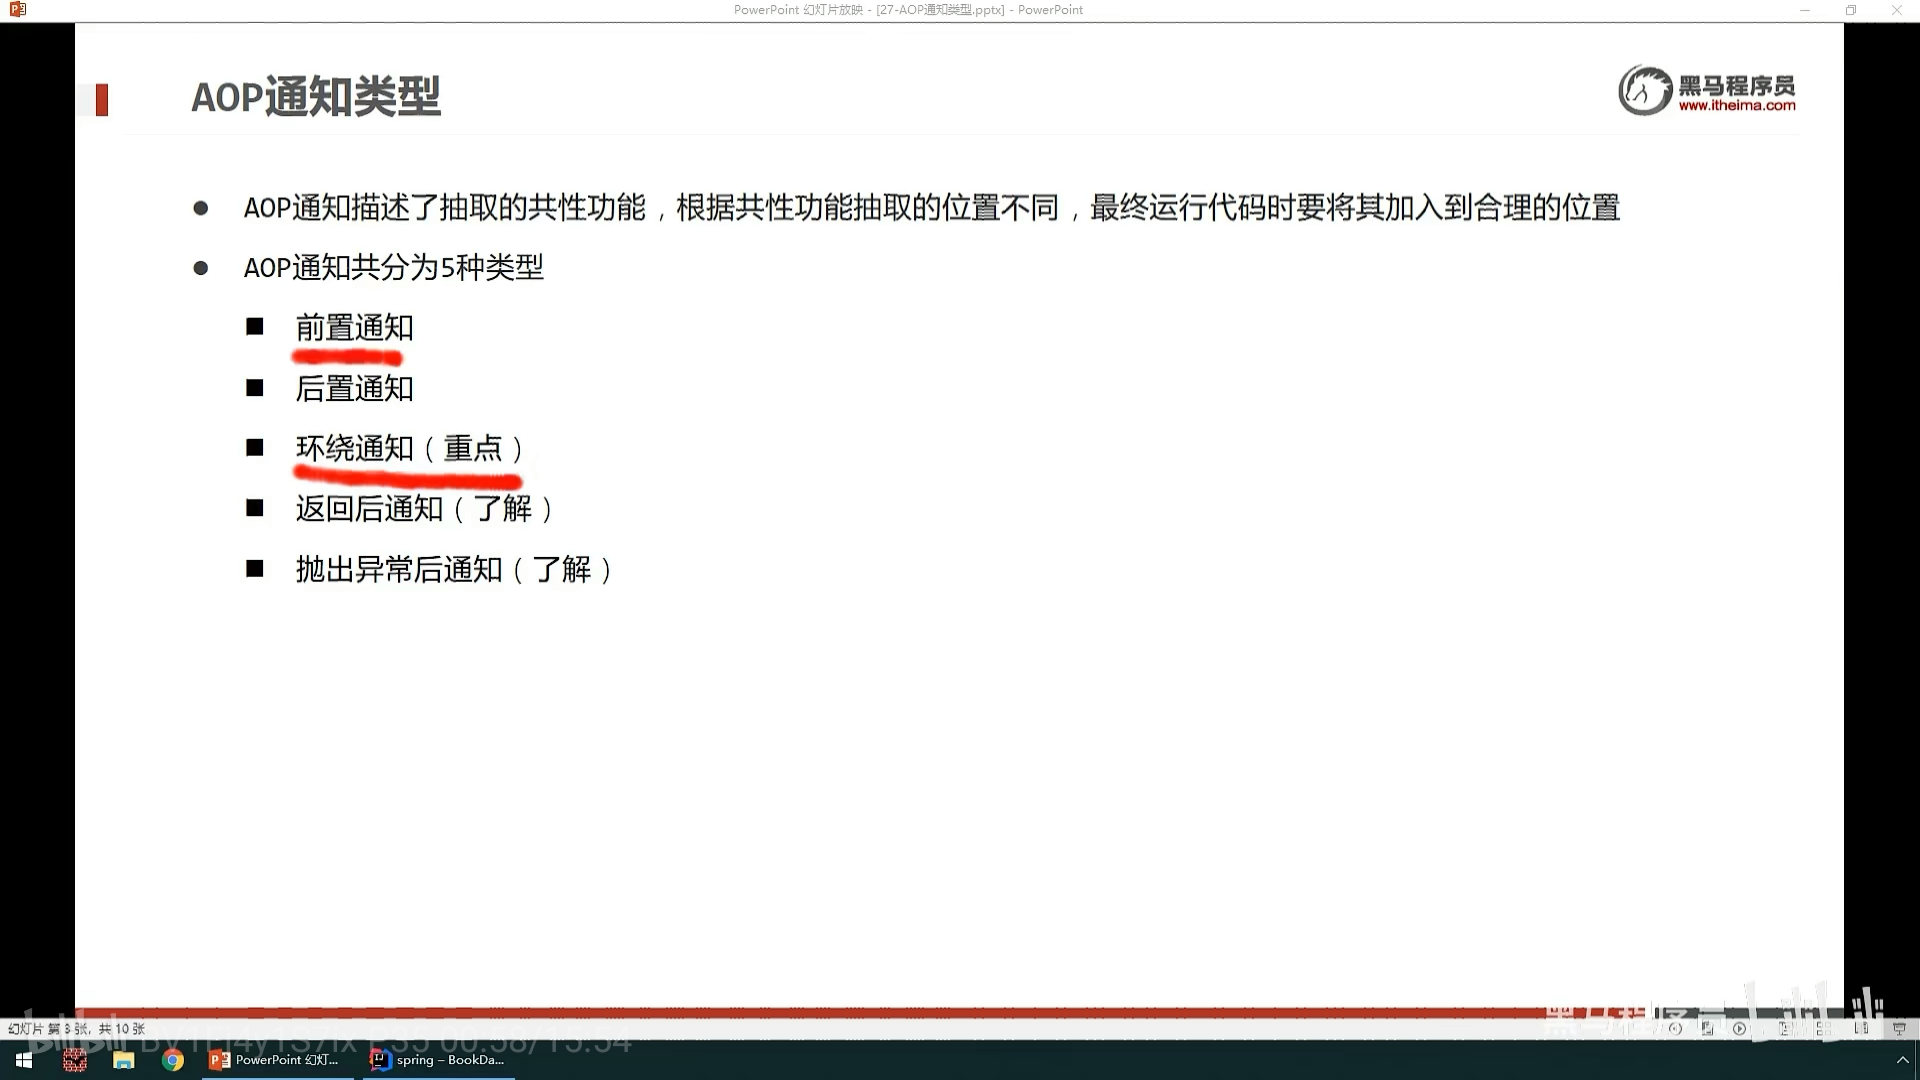 PowerPoint 幻灯片放映 - [27-AOP通知类型.pptx] - PowerPoint
AOP通知类型
黑马程序员
www.itheima.com
AOP通知描述了抽取的共性功能，根据共性功能抽取的位置不同，最终运行代码时要将其加入到合理的位置
AOP通知共分为5种类型
前置通知
后置通知
环绕通知（重点）
返回后通知（了解）
抛出异常后通知（了解）
黑马程序员
幻灯片 第 3 张，共 10 张
PowerPoint 幻灯...
spring – BookDa...